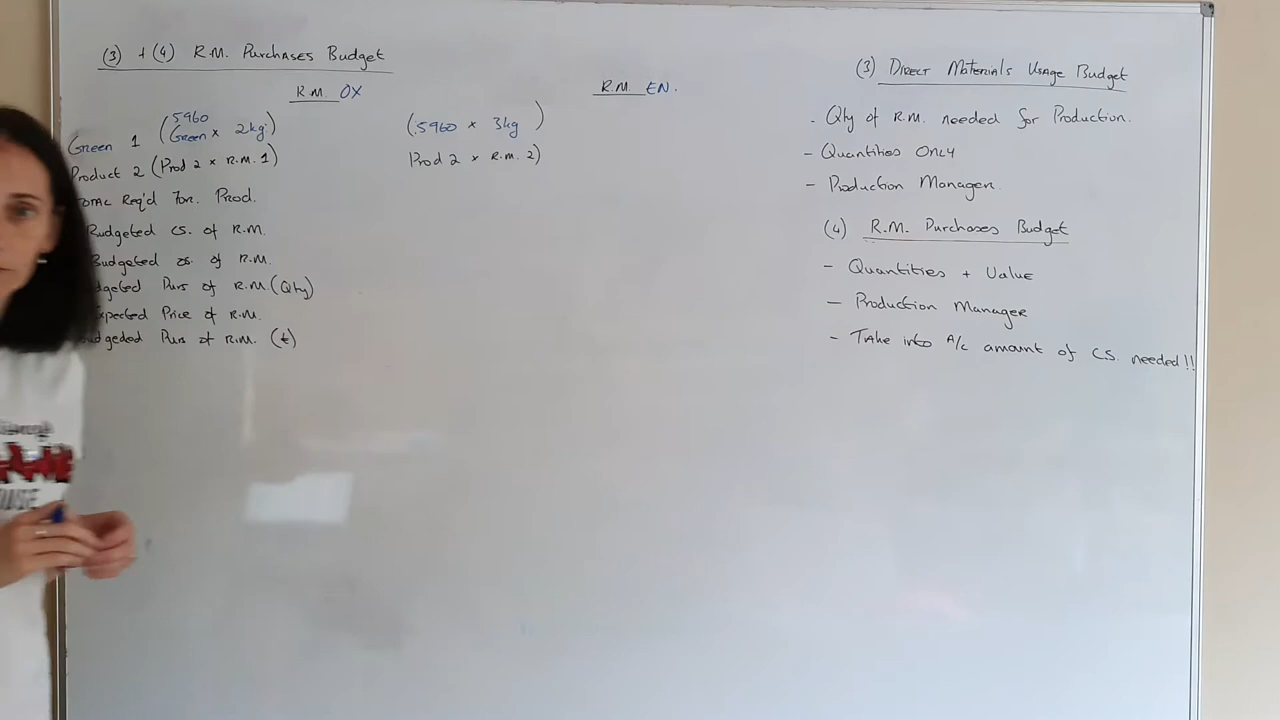 (3) + (4) R.M. Purchases Budget
R.M. OX
R.M. EN.
Green 1 (5960 Green x 2kg.)
(.5960 x 3kg )
Product 2 (Prod 2 x R.M. 1)
Prod 2 x R.M. 2)
Req'd For. Prod.
Budgeted CS. of R.M.
Budgeted OS. of R.M.
Purs of R.M (Qty)
Price of R.M.
Purs of R.M. (€)
(3) Direct Materials Usage Budget
- Qty of R.M. needed for Production.
- Quantities ONLY
- Production Manager.
(4) R.M. Purchases Budget
- Quantities + Value
- Production Manager
- Take into A/c amount of C.S. needed!!